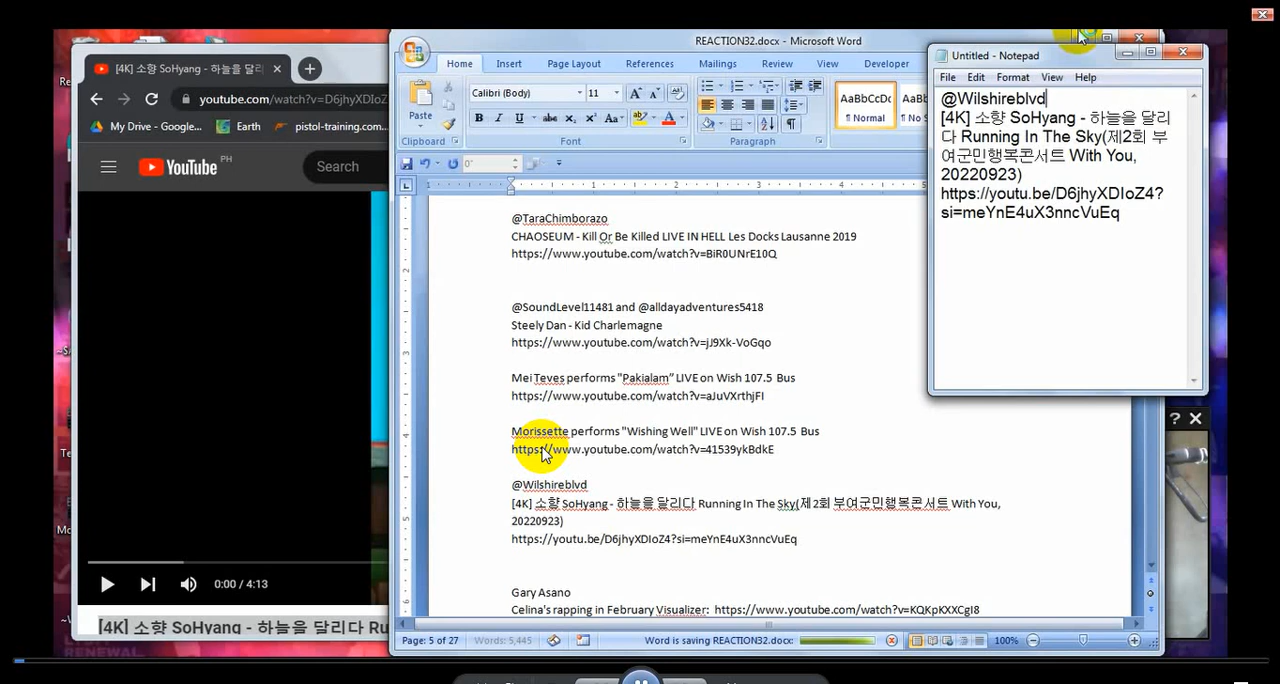 [4K] 소향 SoHyang - 하늘을 달리
youtube.com/watch?v=D6jhyXDIoZ
My Drive - Google...
Earth
pistol-training.com...
YouTube PH
Search
0:00 / 4:13
[4K] 소향 SoHyang - 하늘을 달리다 Ru
REACTION32.docx - Microsoft Word
Home Insert Page Layout References Mailings Review View Developer
Paste
Calibri (Body) 11
AaBbCcDc AaBb
¶ Normal ¶ No S
Clipboard Font Paragraph
@TaraChimborazo
CHAOSEUM - Kill Or Be Killed LIVE IN HELL Les Docks Lausanne 2019
https://www.youtube.com/watch?v=BiR0UNrE10Q
@SoundLevel11481 and @alldayadventures5418
Steely Dan - Kid Charlemagne
https://www.youtube.com/watch?v=jJ9Xk-VoGqo
Mei Teves performs "Pakialam" LIVE on Wish 107.5 Bus
https://www.youtube.com/watch?v=aJuVXrthjFI
Morissette performs "Wishing Well" LIVE on Wish 107.5 Bus
https://www.youtube.com/watch?v=41539ykBdkE
@Wilshireblvd
[4K] 소향 SoHyang - 하늘을 달리다 Running In The Sky(제2회 부여군민행복콘서트 With You,
20220923)
https://youtu.be/D6jhyXDIoZ4?si=meYnE4uX3nncVuEq
Gary Asano
Celina's rapping in February Visualizer: https://www.youtube.com/watch?v=KQKpKXXCgI8
Page: 5 of 27 Words: 5,445 Word is saving REACTION32.docx: 100%
Untitled - Notepad
File Edit Format View Help
@Wilshireblvd
[4K] 소향 SoHyang - 하늘을 달리
다 Running In The Sky(제2회 부
여군민행복콘서트 With You,
20220923)
https://youtu.be/D6jhyXDIoZ4?
si=meYnE4uX3nncVuEq